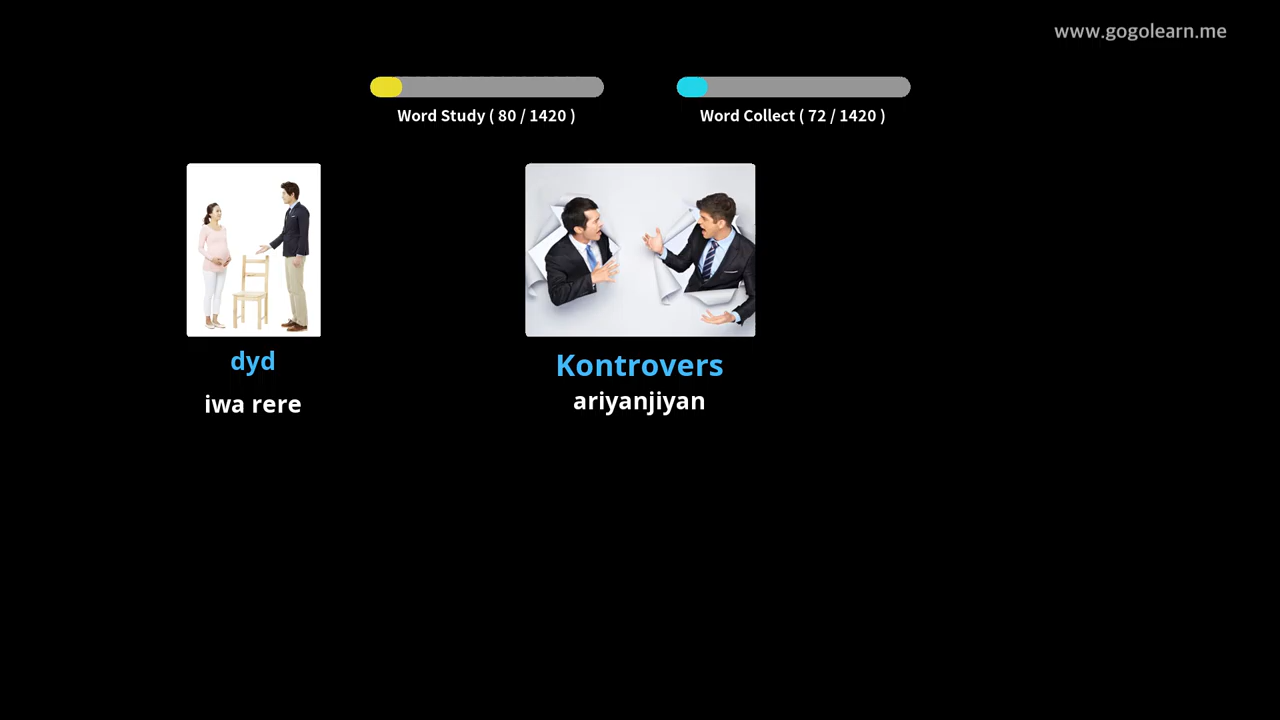 www.gogolearn.me
Word Study ( 80 / 1420 )
Word Collect ( 72 / 1420 )
dyd
iwa rere
Kontrovers
ariyanjiyan